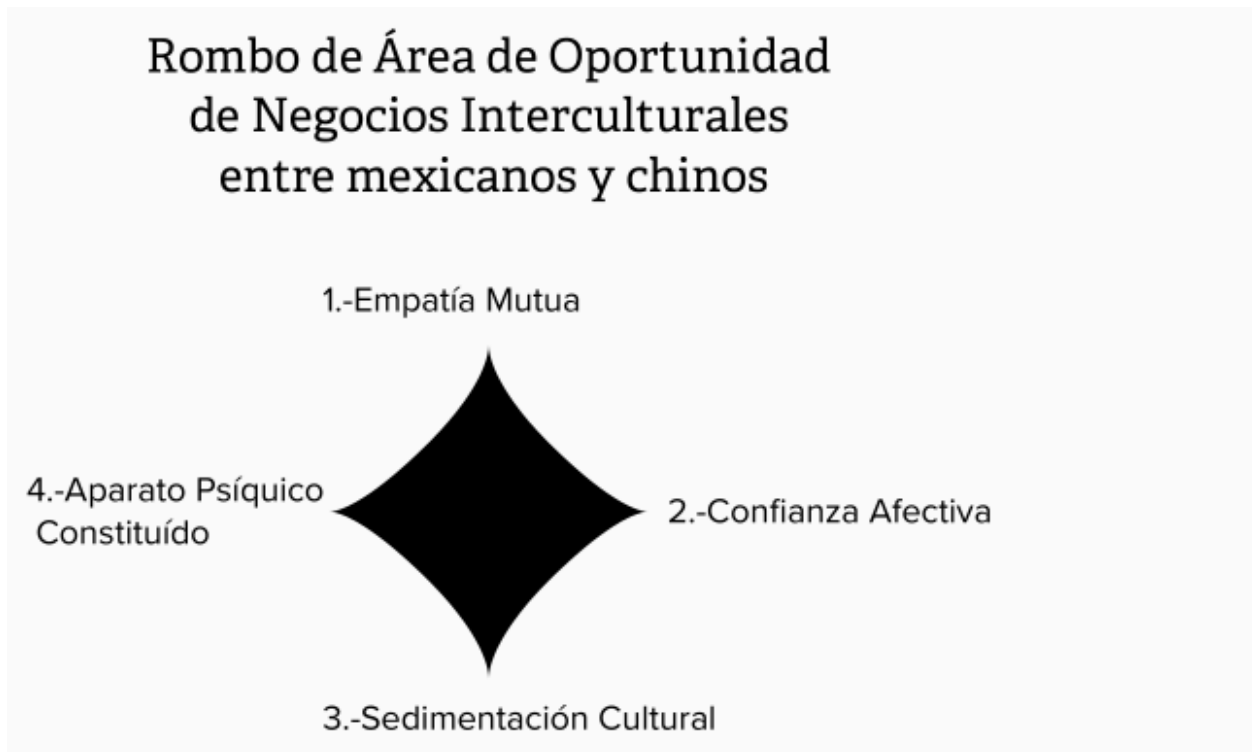 Rombo de Área de Oportunidad
de Negocios Interculturales
entre mexicanos y chinos
1.-Empatía Mutua
4.-Aparato Psíquico
Constituído
2.-Confianza Afectiva
3.-Sedimentación Cultural